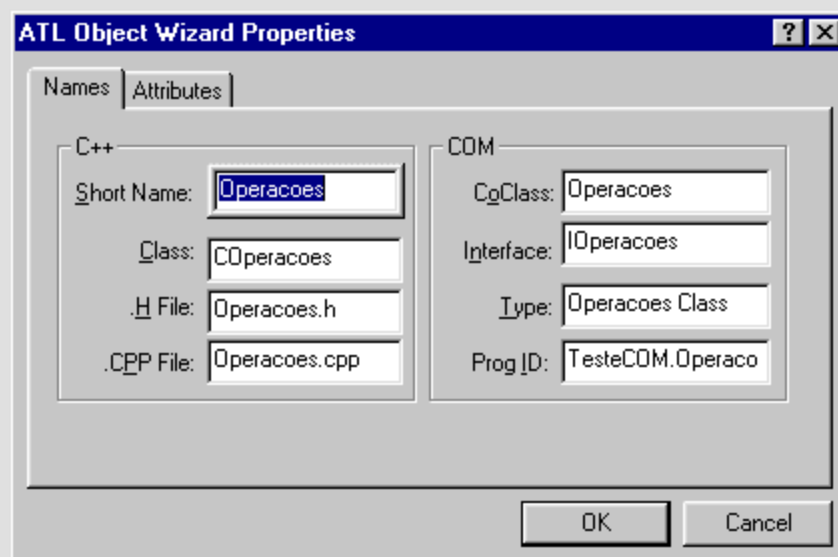 ATL Object Wizard Properties
Names
Attributes
C++
Short Name: Operacoes
Class: COperacoes
.H File: Operacoes.h
.CPP File: Operacoes.cpp
COM
CoClass: Operacoes
Interface: IOperacoes
Type: Operacoes Class
Prog ID: TesteCOM.Operaco
OK
Cancel